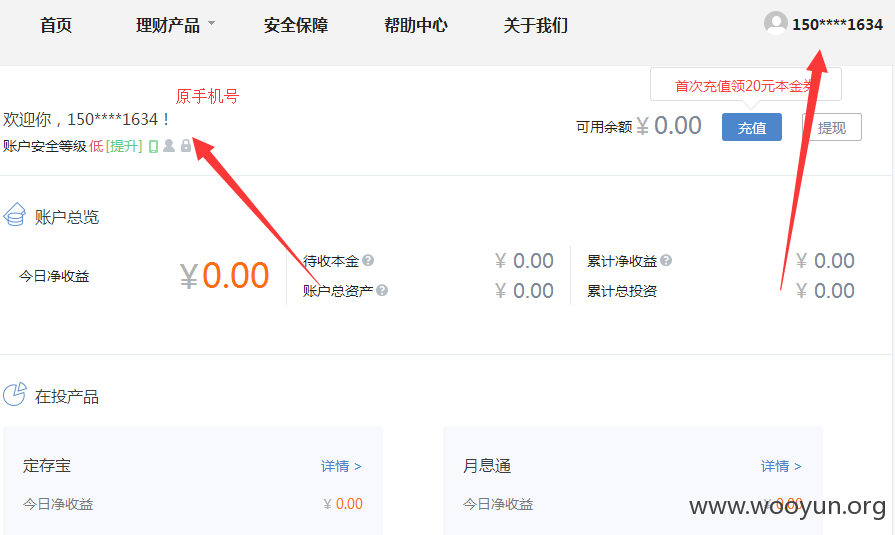 首页 理财产品 安全保障 帮助中心 关于我们 150****1634
首次充值领20元本金券
原手机号
欢迎你，150****1634！
可用余额 ¥ 0.00 充值 提现
账户安全等级 低 [提升]
账户总览
今日净收益 ¥ 0.00
待收本金 ¥ 0.00 累计净收益 ¥ 0.00
账户总资产 ¥ 0.00 累计总投资 ¥ 0.00
在投产品
定存宝 详情 > 月息通 详情 >
今日净收益 ¥ 0.00 今日净收益 ¥ 0.00
www.wooyun.org